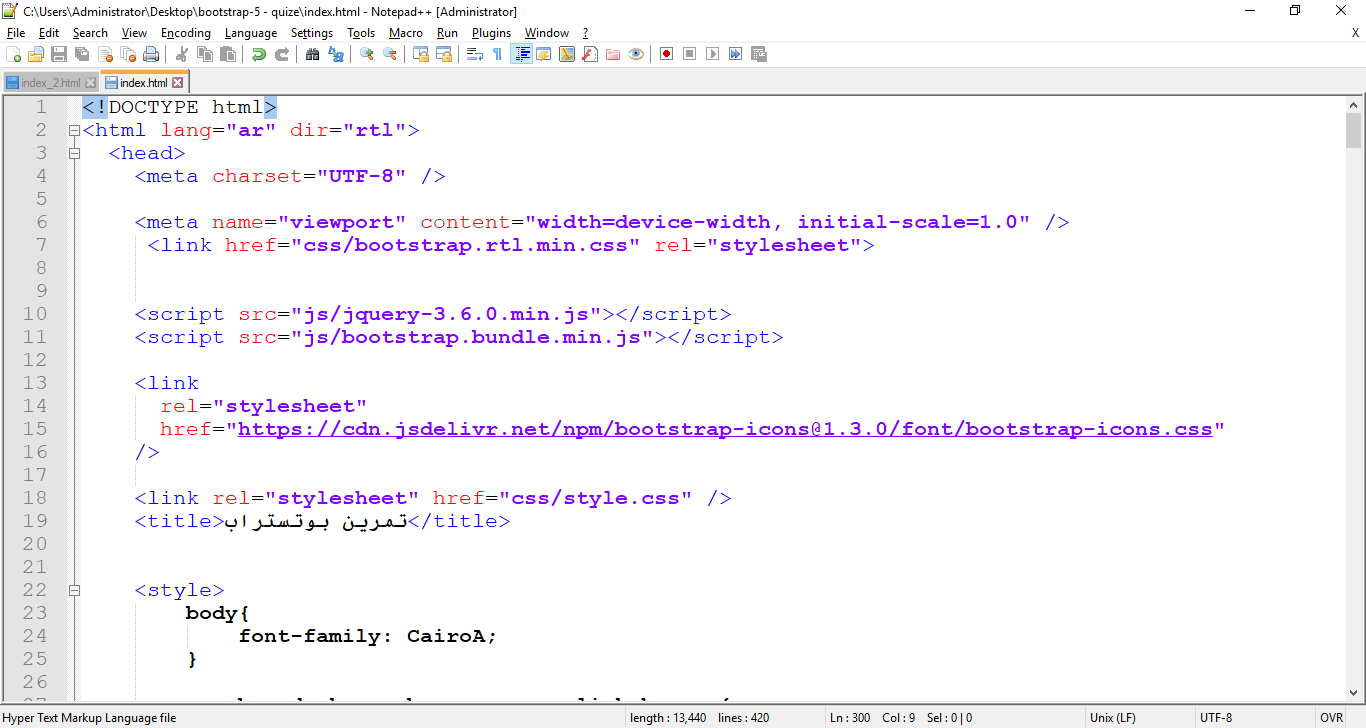 C:\Users\Administrator\Desktop\bootstrap-5 - quize\index.html - Notepad++ [Administrator]
File Edit Search View Encoding Language Settings Tools Macro Run Plugins Window ? X
index_2.html index.html
1 <!DOCTYPE html>
2 <html lang="ar" dir="rtl">
3 <head>
4 <meta charset="UTF-8" />
5
6 <meta name="viewport" content="width=device-width, initial-scale=1.0" />
7 <link href="css/bootstrap.rtl.min.css" rel="stylesheet">
8
9
10 <script src="js/jquery-3.6.0.min.js"></script>
11 <script src="js/bootstrap.bundle.min.js"></script>
12
13 <link
14 rel="stylesheet"
15 href="https://cdn.jsdelivr.net/npm/bootstrap-icons@1.3.0/font/bootstrap-icons.css"
16 />
17
18 <link rel="stylesheet" href="css/style.css" />
19 <title>تمرين بوتستراب</title>
20
21
22 <style>
23 body{
24 font-family: CairoA;
25 }
26
Hyper Text Markup Language file length : 13,440 lines : 420 Ln : 300 Col : 9 Sel : 0 | 0 Unix (LF) UTF-8 OVR